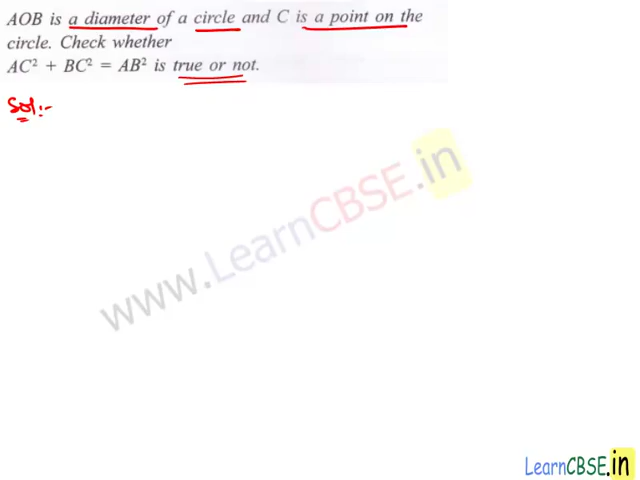 AOB is a diameter of a circle and C is a point on the
circle. Check whether
AC² + BC² = AB² is true or not.
Sol:-
www.LearnCBSE.in
LearnCBSE.in